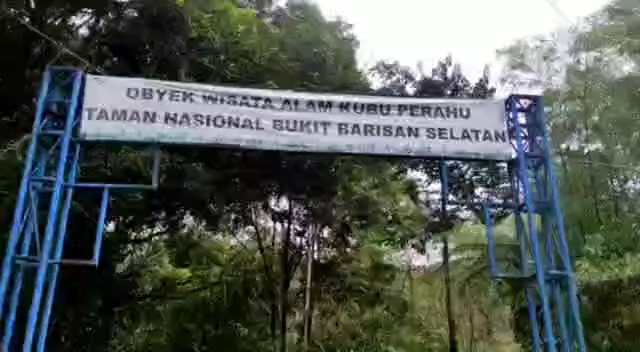 OBYEK WISATA ALAM KUBU PERAHU
TAMAN NASIONAL BUKIT BARISAN SELATAN